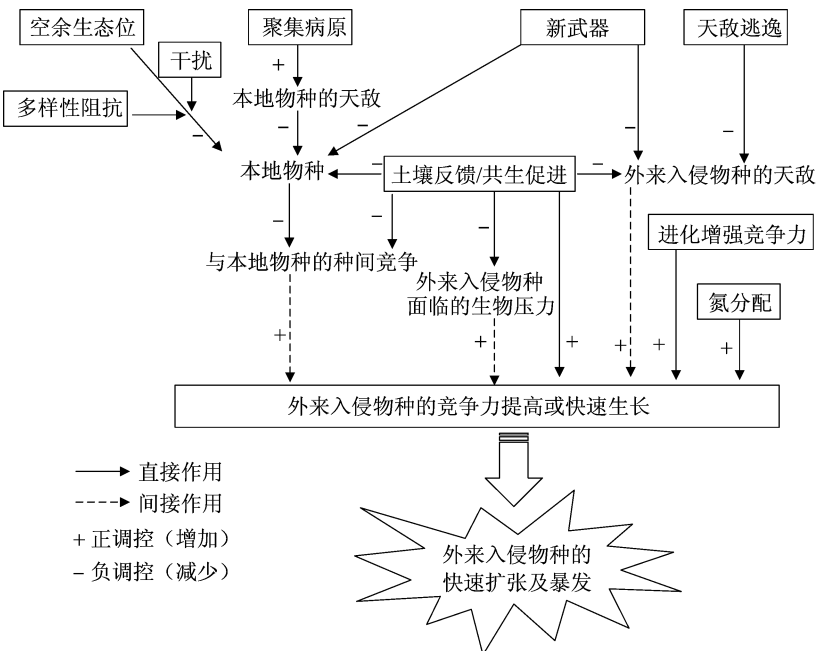 空余生态位
聚集病原
新武器
天敌逃逸
干扰
+
本地物种的天敌
多样性阻抗
−
−
−
−
−
本地物种
−
土壤反馈/共生促进
−
外来入侵物种的天敌
−
−
−
进化增强竞争力
与本地物种的种间竞争
外来入侵物种
面临的生物压力
氮分配
+
+
+
+
+
+
外来入侵物种的竞争力提高或快速生长
直接作用
间接作用
+ 正调控（增加）
− 负调控（减少）
外来入侵物种的
快速扩张及暴发